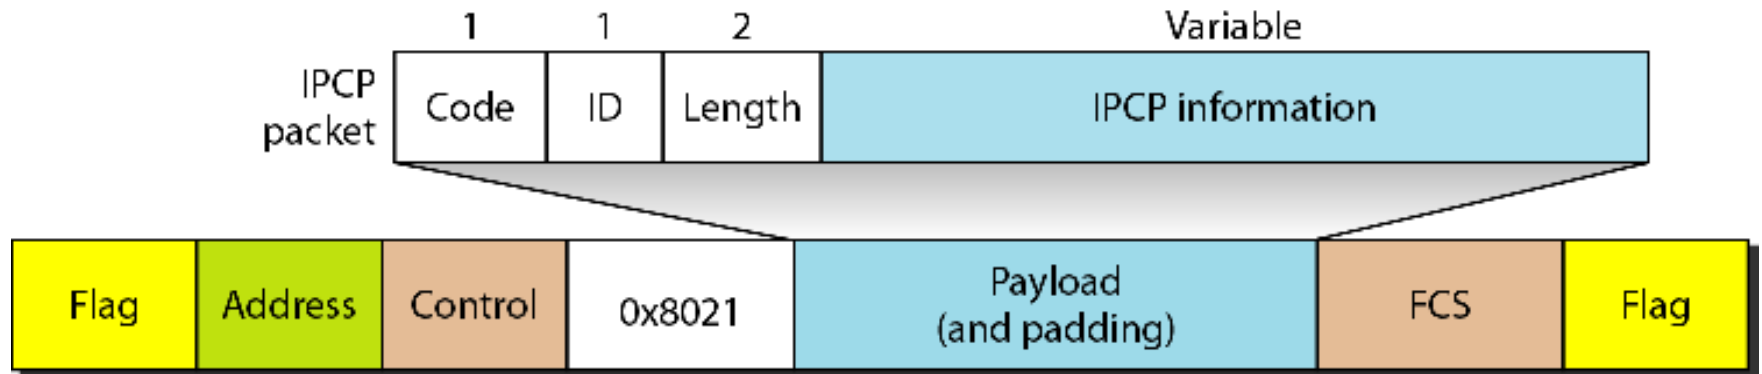 1 1 2 Variable
IPCP
packet
Code ID Length IPCP information
Flag Address Control 0x8021 Payload
(and padding) FCS Flag